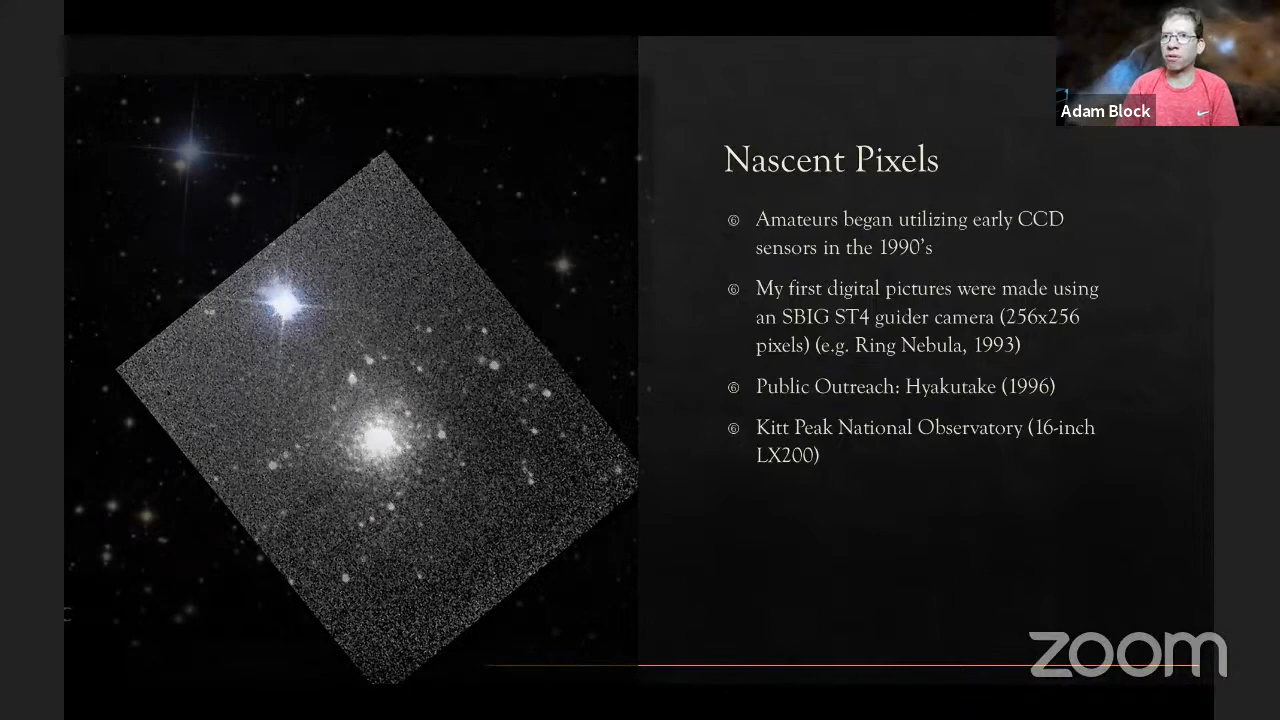 Adam Block
Nascent Pixels
Amateurs began utilizing early CCD
sensors in the 1990's
My first digital pictures were made using
an SBIG ST4 guider camera (256x256
pixels) (e.g. Ring Nebula, 1993)
Public Outreach: Hyakutake (1996)
Kitt Peak National Observatory (16-inch
LX200)
zoom